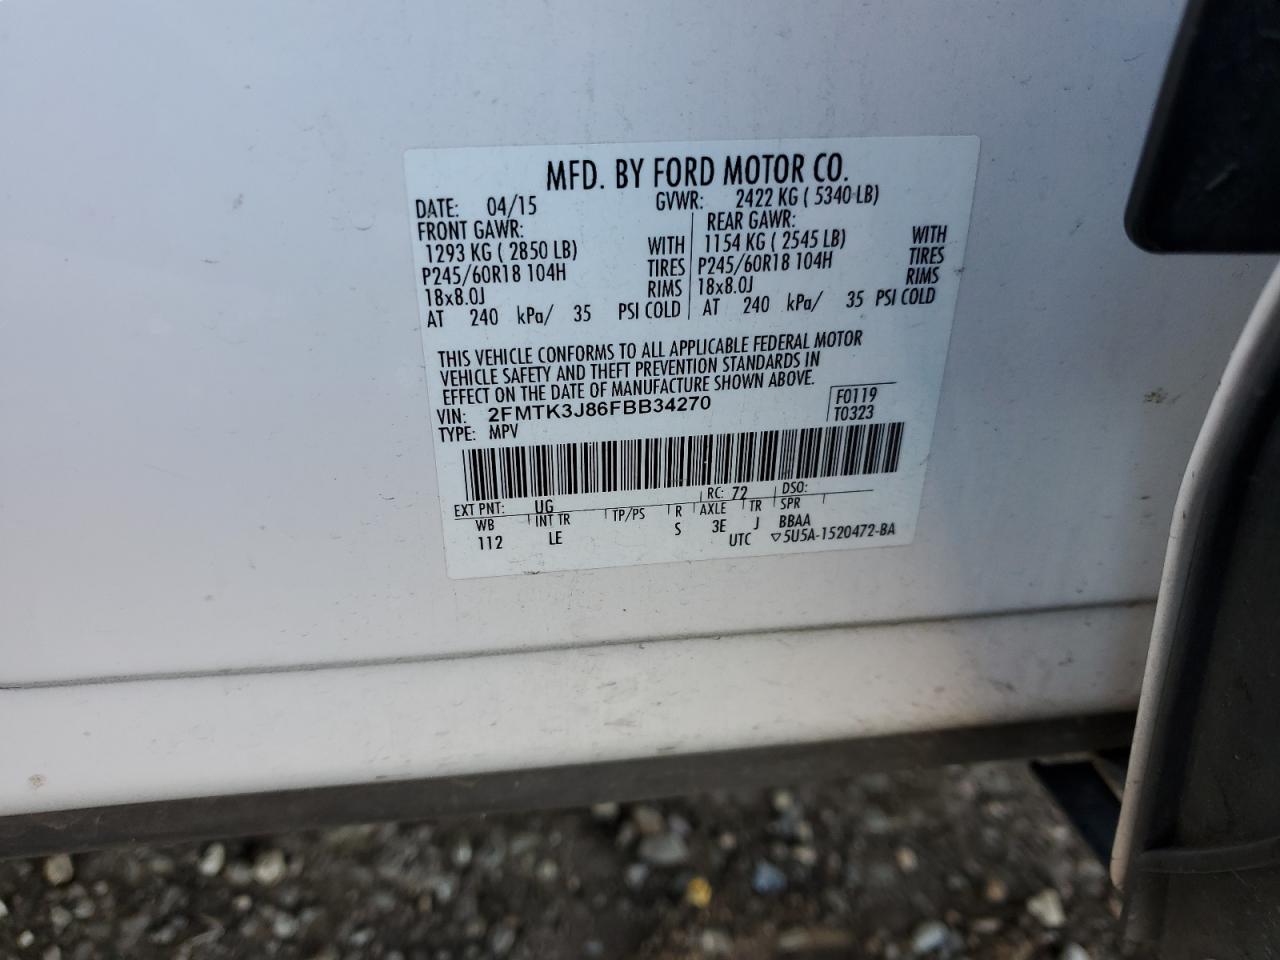 MFD. BY FORD MOTOR CO.
DATE: 04/15 GVWR: 2422 KG ( 5340 LB)
FRONT GAWR: REAR GAWR:
1293 KG ( 2850 LB) WITH 1154 KG ( 2545 LB) WITH
P245/60R18 104H TIRES P245/60R18 104H TIRES
18x8.0J RIMS 18x8.0J RIMS
AT 240 kPa/ 35 PSI COLD AT 240 kPa/ 35 PSI COLD
THIS VEHICLE CONFORMS TO ALL APPLICABLE FEDERAL MOTOR
VEHICLE SAFETY AND THEFT PREVENTION STANDARDS IN
EFFECT ON THE DATE OF MANUFACTURE SHOWN ABOVE.
VIN: 2FMTK3J86FBB34270 F0119
TYPE: MPV T0323
EXT PNT: UG RC: 72 DSO:
WB INT TR TP/PS R AXLE TR SPR
112 LE S 3E J BBAA
UTC ▽5U5A-1520472-BA